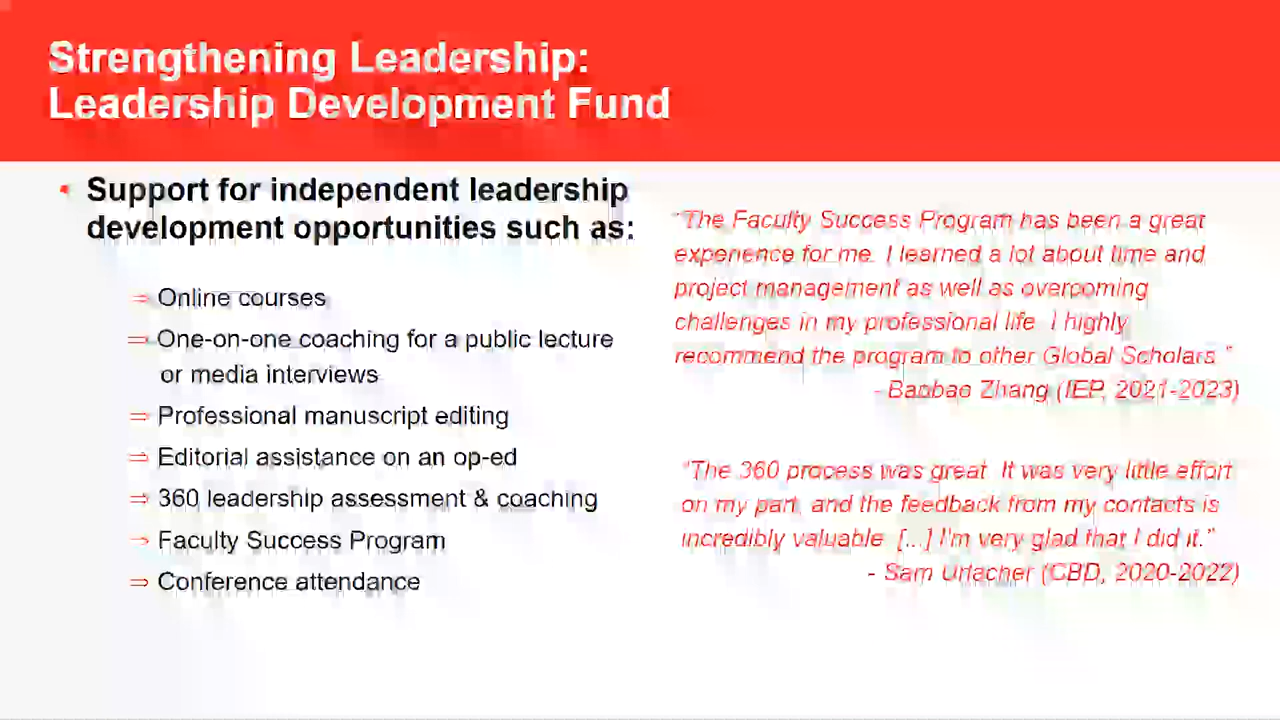 Strengthening Leadership:
Leadership Development Fund
• Support for independent leadership
development opportunities such as:
⇒ Online courses
⇒ One-on-one coaching for a public lecture
or media interviews
⇒ Professional manuscript editing
⇒ Editorial assistance on an op-ed
⇒ 360 leadership assessment & coaching
⇒ Faculty Success Program
⇒ Conference attendance
"The Faculty Success Program has been a great
experience for me. I learned a lot about time and
project management as well as overcoming
challenges in my professional life. I highly
recommend the program to other Global Scholars."
- Baobao Zhang (IEP, 2021-2023)
"The 360 process was great. It was very little effort
on my part, and the feedback from my contacts is
incredibly valuable. [...] I'm very glad that I did it."
- Sam Urlacher (CBD, 2020-2022)